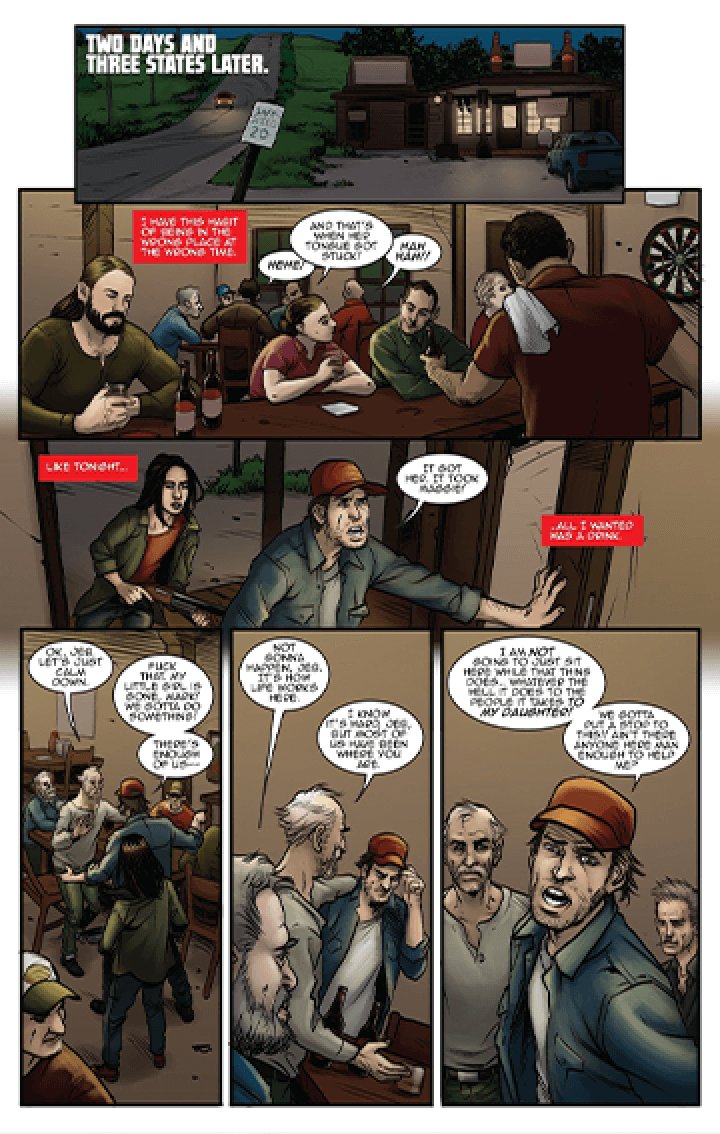 TWO DAYS AND
THREE STATES LATER.
20
I HAVE THIS HABIT
OF BEING IN THE
WRONG PLACE AT
THE WRONG TIME.
HEHE!
AND THAT'S
WHEN HER
TONGUE GOT
STUCK!
HAH
HAH!!
LIKE TONIGHT...
IT GOT
HER. IT TOOK
MAGGIE!
...ALL I WANTED
WAS A DRINK.
OK, JEB.
LET'S JUST
CALM
DOWN.
FUCK
THAT. MY
LITTLE GIRL IS
GONE, MARK!
WE GOTTA DO
SOMETHING!
THERE'S
ENOUGH
OF US--
NOT
GONNA
HAPPEN, JEB.
IT'S HOW
LIFE WORKS
HERE.
I KNOW
IT'S HARD, JEB,
BUT MOST OF
US HAVE BEEN
WHERE YOU
ARE.
I AM NOT
GOING TO JUST SIT
HERE WHILE THAT THING
DOES... WHATEVER THE
HELL IT DOES TO THE
PEOPLE IT TAKES TO
MY DAUGHTER!
WE GOTTA
PUT A STOP TO
THIS! AIN'T THERE
ANYONE HERE MAN
ENOUGH TO HELP
ME?